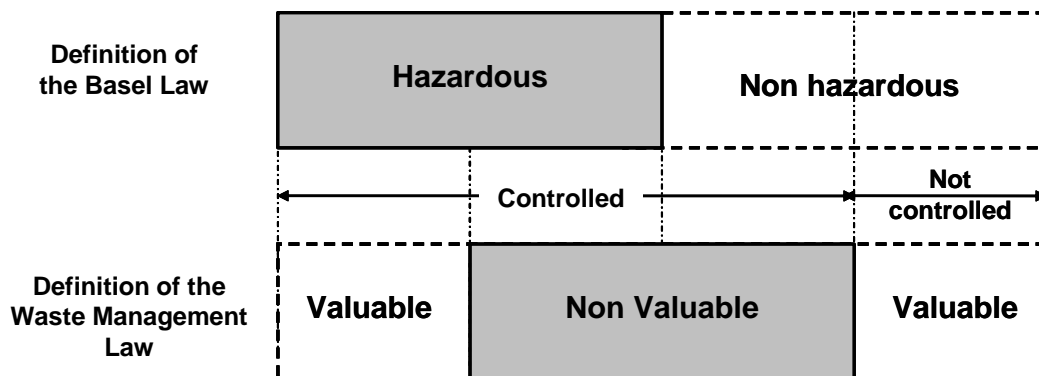 Definition of
the Basel Law
Hazardous
Non hazardous
Controlled
Not
controlled
Definition of the
Waste Management
Law
Valuable
Non Valuable
Valuable